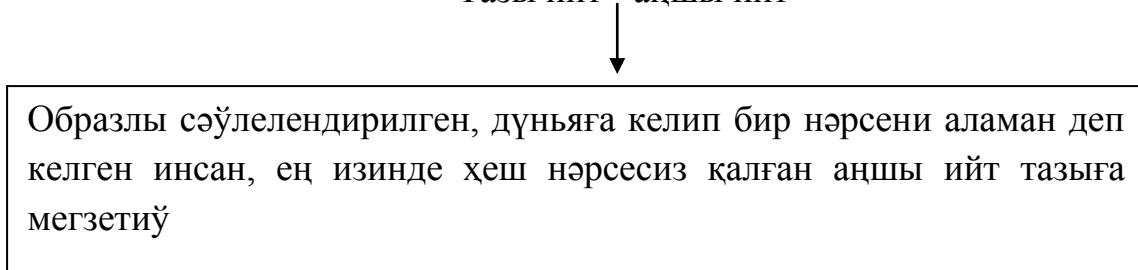 Образлы сәўлелендирилген, дүньяға келип бир нәрсени аламан деп
келген инсан, ең изинде ҳеш нәрсесиз қалған аңшы ийт тазыға
мегзетиў